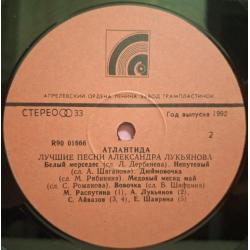 АПРЕЛЕВСКИЙ ОРДЕНА ЛЕНИНА ЗАВОД ГРАМПЛАСТИНОК
СТЕРЕО 33
Год выпуска 1992
R90 01666
2
АТЛАНТИДА
ЛУЧШИЕ ПЕСНИ АЛЕКСАНДРА ЛУКЬЯНОВА
Белый мерседес (сл. Л. Дербенева). Непутевый
(сл. А. Шаганова). Дюймовочка
(сл. М. Рибинина). Медовый месяц май
(сл. С. Романова). Вовочка (сл. Б. Шифрина)
М. Распутина (1), А. Лукьянов (2)
С. Айвазов (3, 4), Е. Шаврина (5)